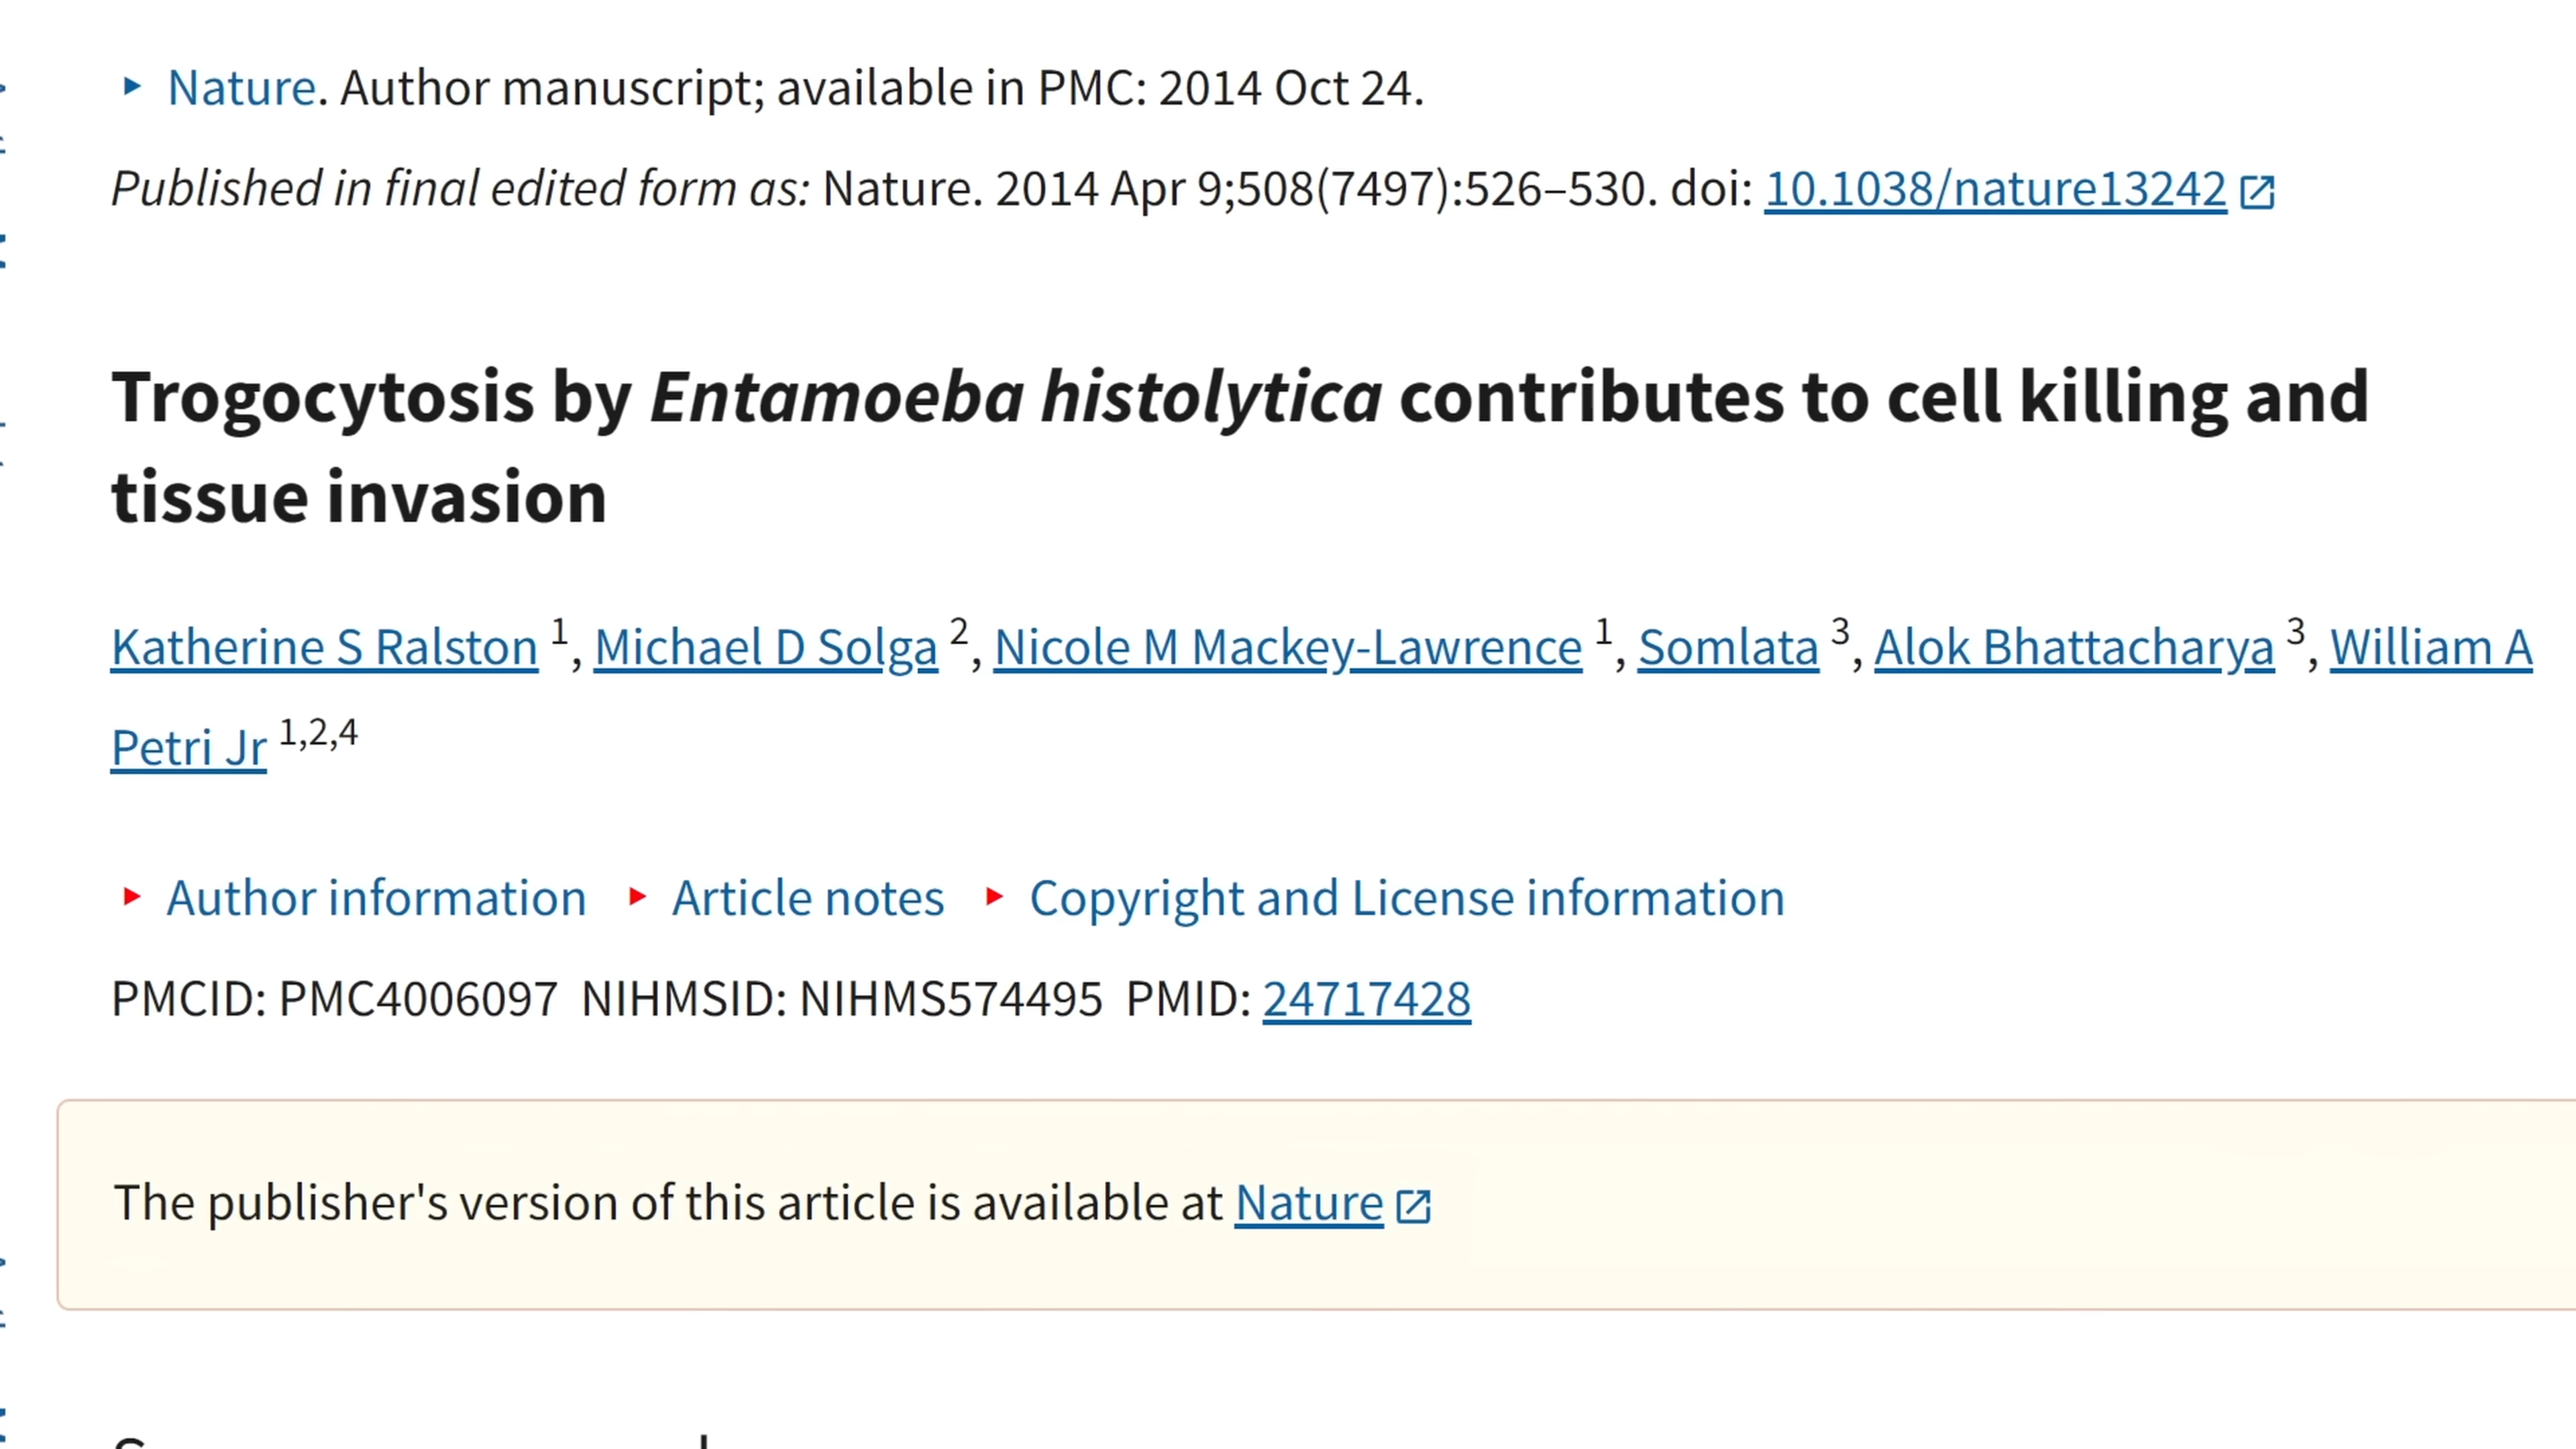 ‣ Nature. Author manuscript; available in PMC: 2014 Oct 24.
Published in final edited form as: Nature. 2014 Apr 9;508(7497):526–530. doi: 10.1038/nature13242
Trogocytosis by Entamoeba histolytica contributes to cell killing and
tissue invasion
Katherine S Ralston 1, Michael D Solga 2, Nicole M Mackey-Lawrence 1, Somlata 3, Alok Bhattacharya 3, William A
Petri Jr 1,2,4
‣ Author information ‣ Article notes ‣ Copyright and License information
PMCID: PMC4006097 NIHMSID: NIHMS574495 PMID: 24717428
The publisher's version of this article is available at Nature